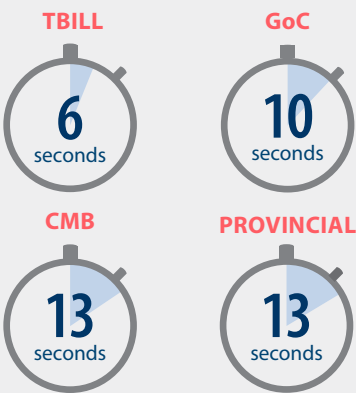 TBILL
6
seconds
GoC
10
seconds
CMB
13
seconds
PROVINCIAL
13
seconds